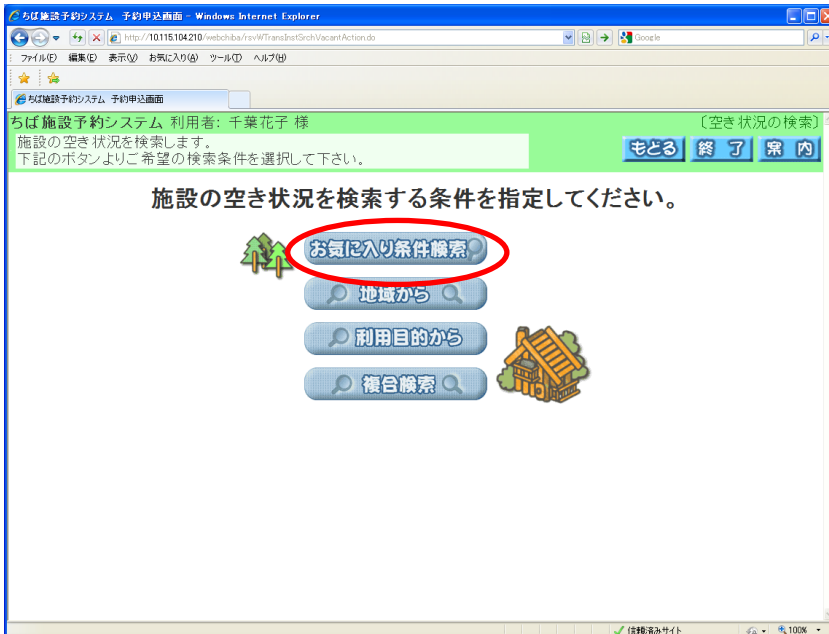 ちば施設予約システム 予約申込画面 - Windows Internet Explorer
http://10.115.104.210/webchiba/rsvWTransInstSrchVacantAction.do
Google
ファイル(F) 編集(E) 表示(V) お気に入り(A) ツール(T) ヘルプ(H)
ちば施設予約システム 予約申込画面
ちば施設予約システム 利用者: 千葉花子 様
〔空き状況の検索〕
施設の空き状況を検索します。
下記のボタンよりご希望の検索条件を選択して下さい。
もどる 終了 案内
施設の空き状況を検索する条件を指定してください。
お気に入り条件検索
地域から
利用目的から
複合検索
信頼済みサイト
100%